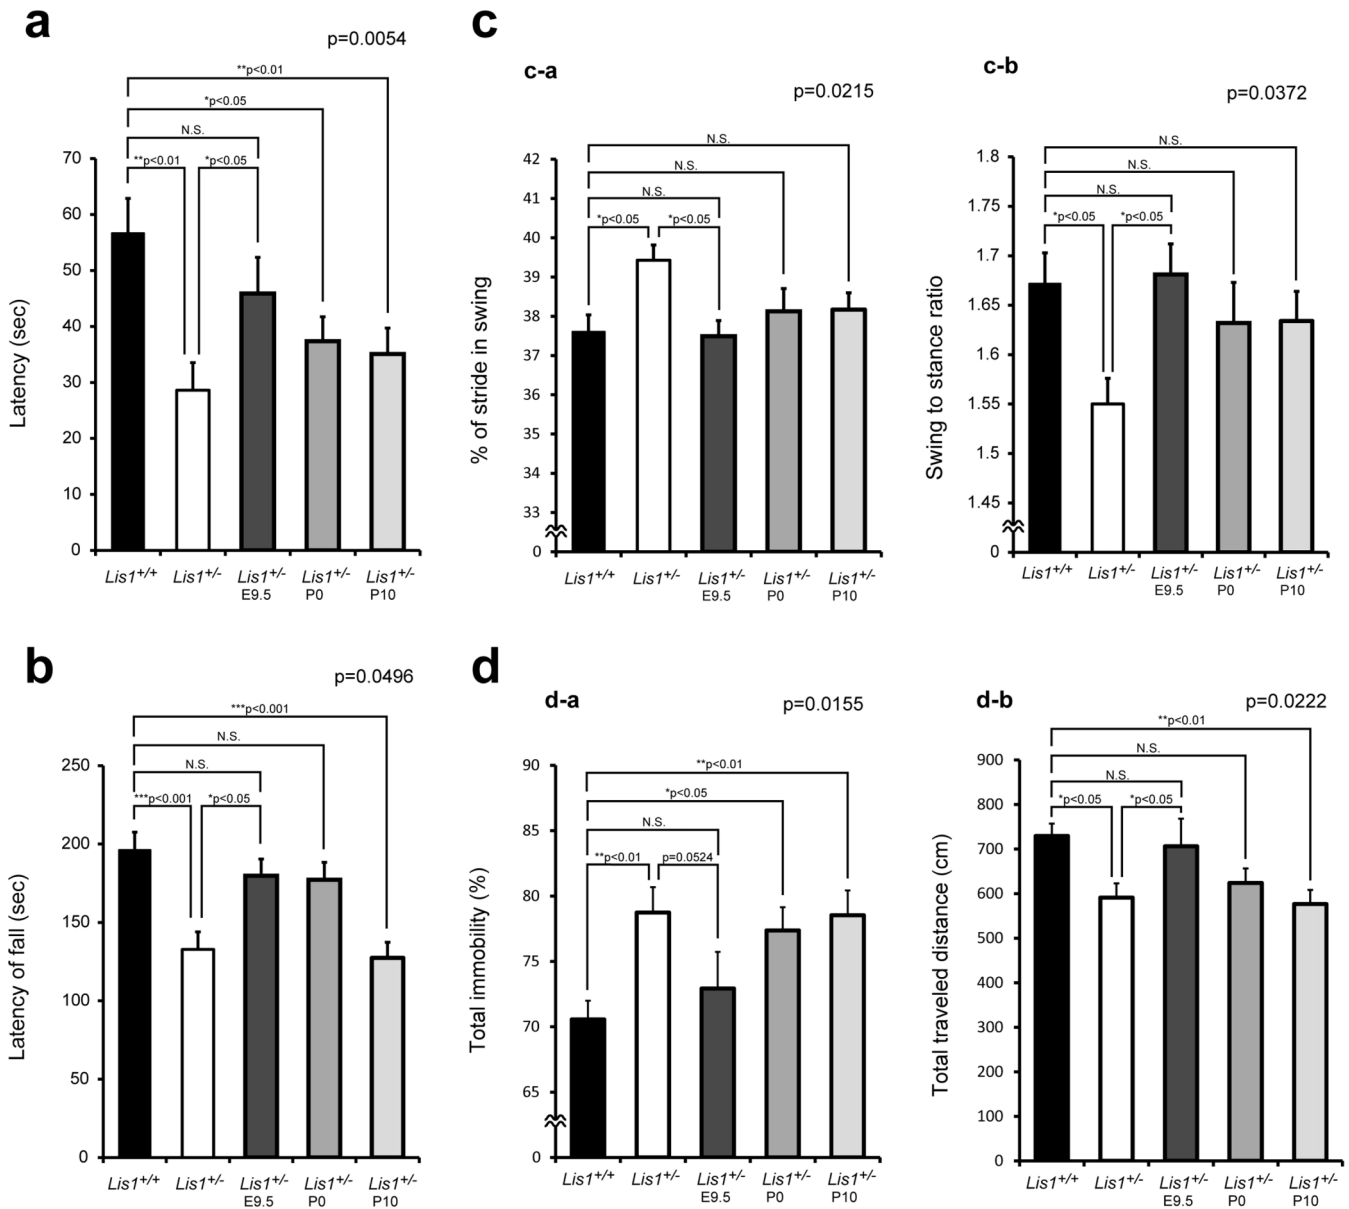 a
p=0.0054
**p<0.01
*p<0.05
N.S.
**p<0.01 *p<0.05
70
60
50
40
30
20
10
0
Latency (sec)
Lis1+/+ Lis1+/- Lis1+/- Lis1+/- Lis1+/-
E9.5 P0 P10
c
c-a
p=0.0215
N.S.
N.S.
N.S.
*p<0.05 *p<0.05
42
41
40
39
38
37
36
35
34
33
0
% of stride in swing
Lis1+/+ Lis1+/- Lis1+/- Lis1+/- Lis1+/-
E9.5 P0 P10
c-b
p=0.0372
N.S.
N.S.
N.S.
*p<0.05 *p<0.05
1.8
1.75
1.7
1.65
1.6
1.55
1.5
1.45
0
Swing to stance ratio
Lis1+/+ Lis1+/- Lis1+/- Lis1+/- Lis1+/-
E9.5 P0 P10
b
p=0.0496
***p<0.001
N.S.
N.S.
***p<0.001 *p<0.05
250
200
150
100
50
0
Latency of fall (sec)
Lis1+/+ Lis1+/- Lis1+/- Lis1+/- Lis1+/-
E9.5 P0 P10
d
d-a
p=0.0155
**p<0.01
*p<0.05
N.S.
**p<0.01 p=0.0524
90
85
80
75
70
65
0
Total immobility (%)
Lis1+/+ Lis1+/- Lis1+/- Lis1+/- Lis1+/-
E9.5 P0 P10
d-b
p=0.0222
**p<0.01
N.S.
N.S.
*p<0.05 *p<0.05
900
800
700
600
500
400
300
200
100
0
Total traveled distance (cm)
Lis1+/+ Lis1+/- Lis1+/- Lis1+/- Lis1+/-
E9.5 P0 P10